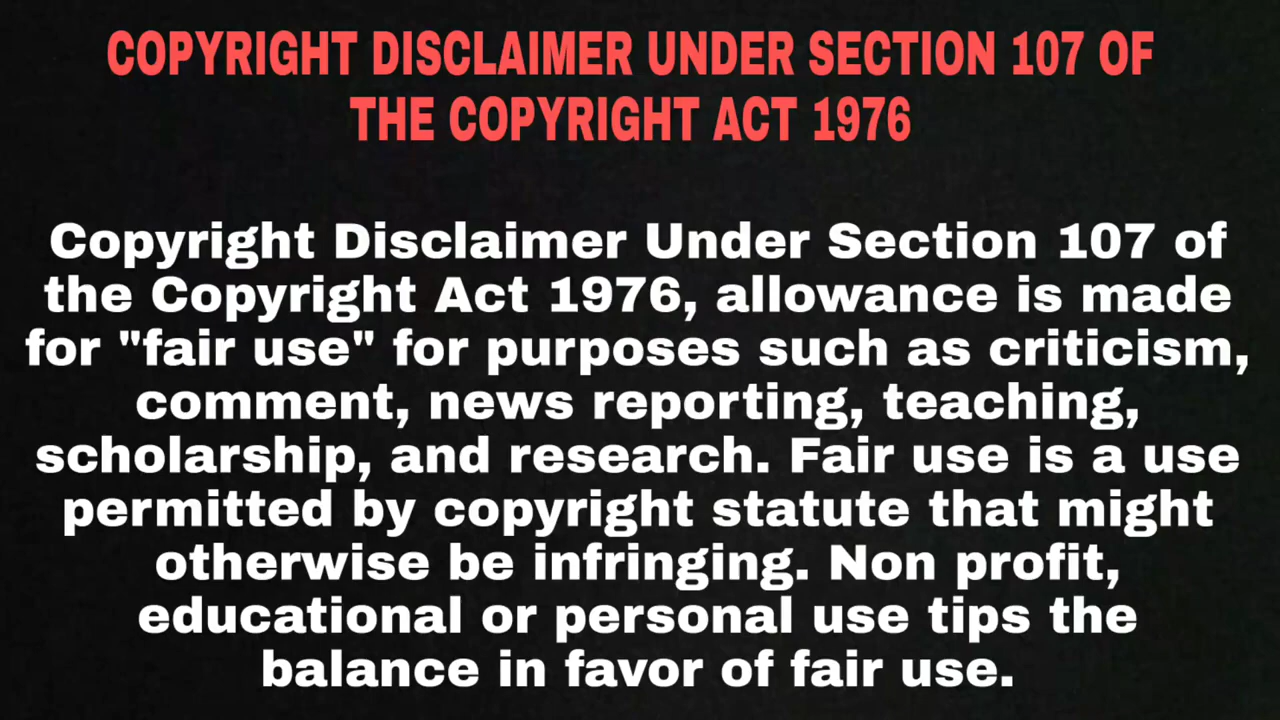 COPYRIGHT DISCLAIMER UNDER SECTION 107 OF
THE COPYRIGHT ACT 1976
Copyright Disclaimer Under Section 107 of
the Copyright Act 1976, allowance is made
for "fair use" for purposes such as criticism,
comment, news reporting, teaching,
scholarship, and research. Fair use is a use
permitted by copyright statute that might
otherwise be infringing. Non profit,
educational or personal use tips the
balance in favor of fair use.